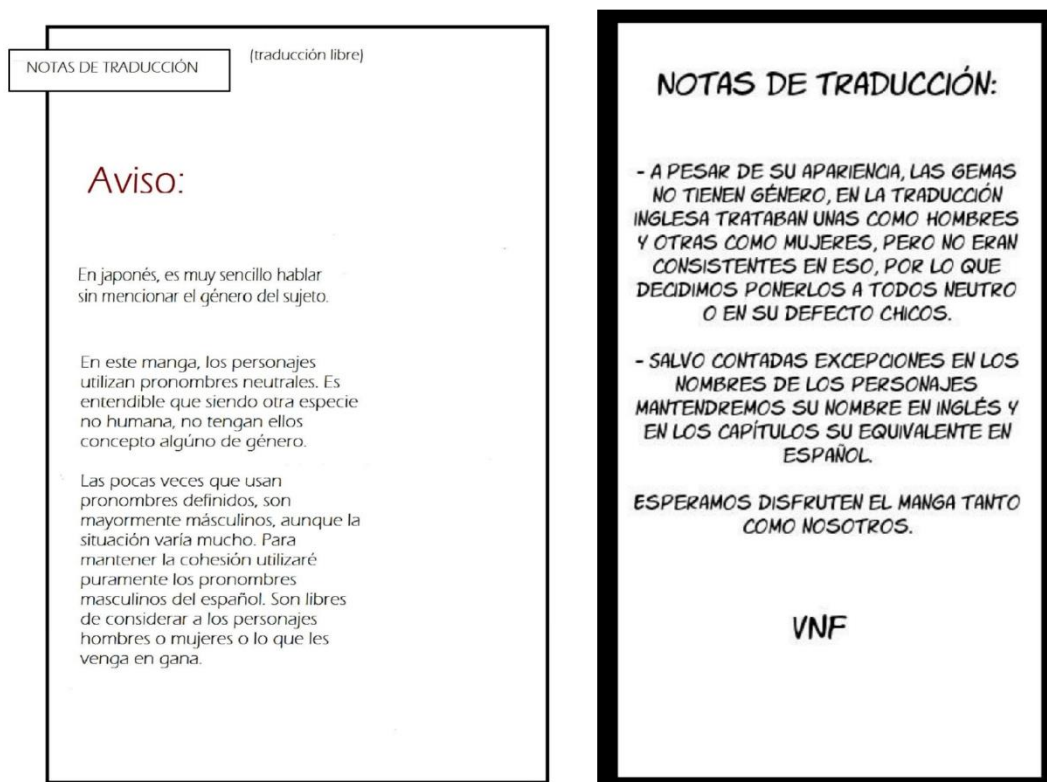 NOTAS DE TRADUCCIÓN
(traducción libre)
Aviso:
En japonés, es muy sencillo hablar
sin mencionar el género del sujeto.
En este manga, los personajes
utilizan pronombres neutrales. Es
entendible que siendo otra especie
no humana, no tengan ellos
concepto algúno de género.
Las pocas veces que usan
pronombres definidos, son
mayormente másculinos, aunque la
situación varía mucho. Para
mantener la cohesión utilizaré
puramente los pronombres
masculinos del español. Son libres
de considerar a los personajes
hombres o mujeres o lo que les
venga en gana.
NOTAS DE TRADUCCIÓN:
- A PESAR DE SU APARIENCIA, LAS GEMAS
NO TIENEN GÉNERO, EN LA TRADUCCIÓN
INGLESA TRATABAN UNAS COMO HOMBRES
Y OTRAS COMO MUJERES, PERO NO ERAN
CONSISTENTES EN ESO, POR LO QUE
DECIDIMOS PONERLOS A TODOS NEUTRO
O EN SU DEFECTO CHICOS.
- SALVO CONTADAS EXCEPCIONES EN LOS
NOMBRES DE LOS PERSONAJES
MANTENDREMOS SU NOMBRE EN INGLÉS Y
EN LOS CAPÍTULOS SU EQUIVALENTE EN
ESPAÑOL.
ESPERAMOS DISFRUTEN EL MANGA TANTO
COMO NOSOTROS.
VNF